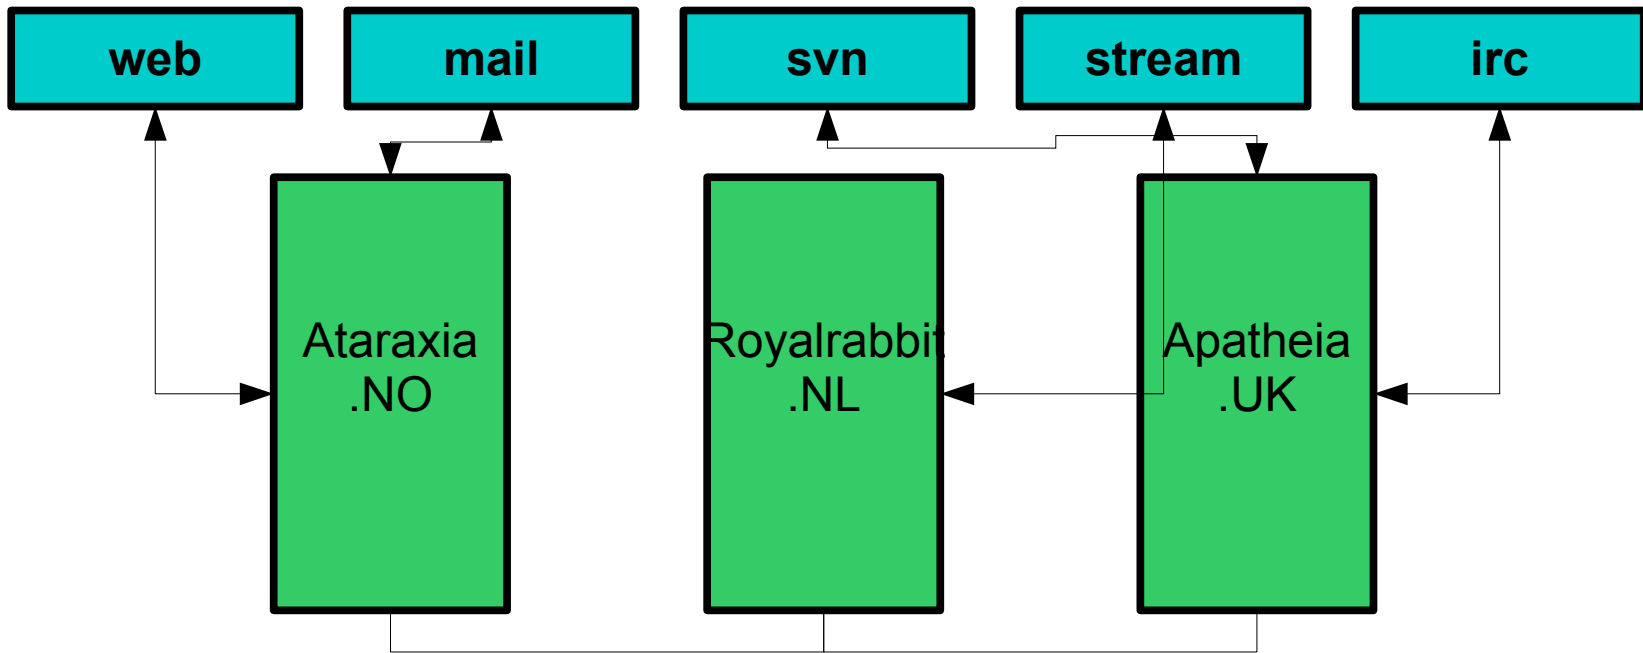 web
mail
svn
stream
irc
Ataraxia
.NO
Royalrabbit
.NL
Apatheia
.UK